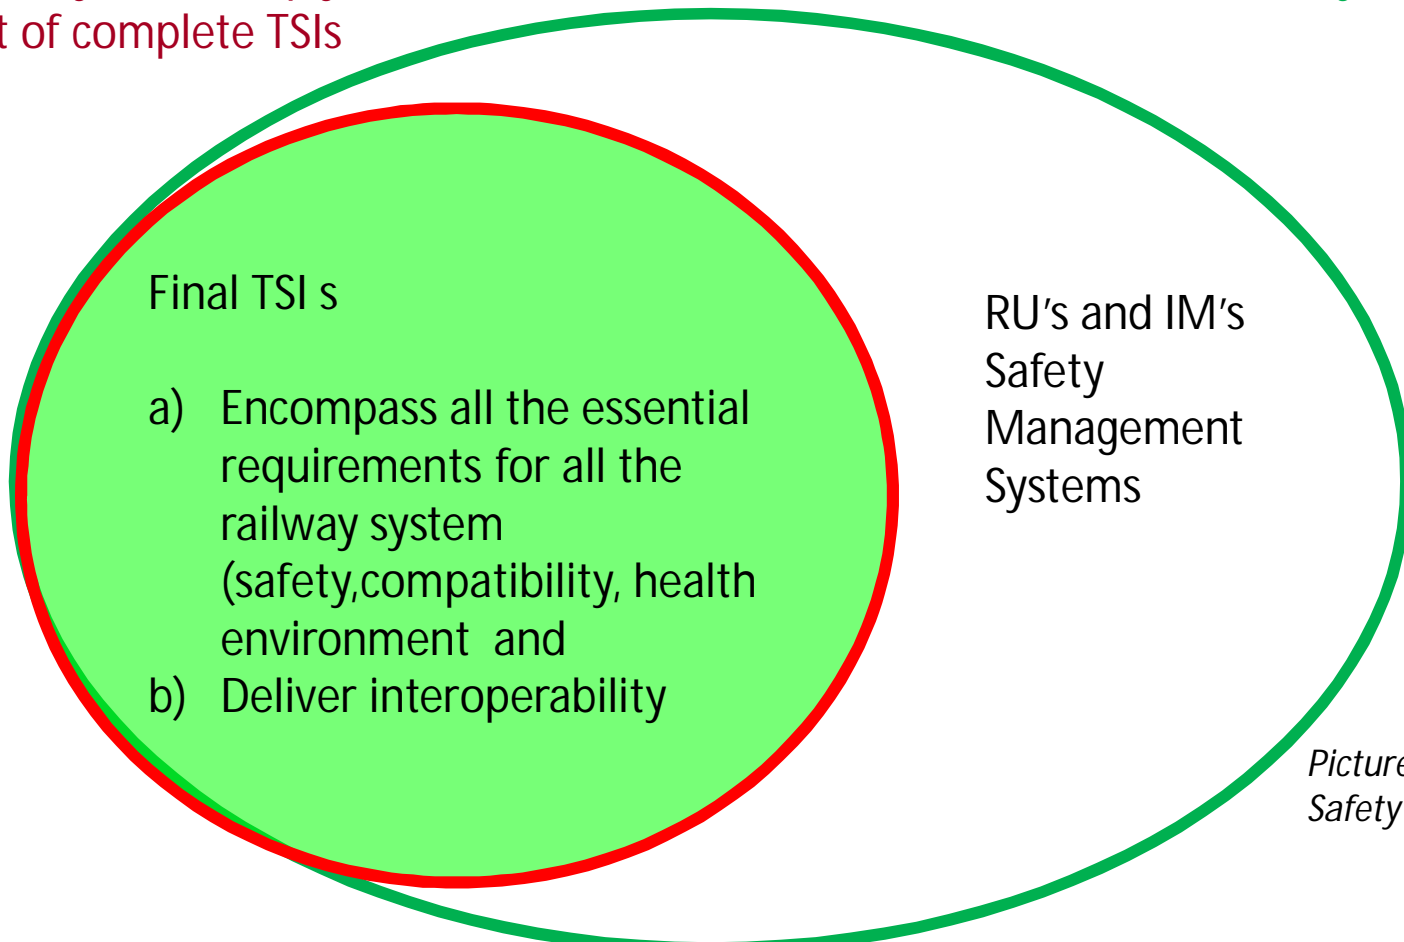 t of complete TSIs
Final TSI s
a) Encompass all the essential
requirements for all the
railway system
(safety,compatibility, health
environment and
b) Deliver interoperability
RU's and IM's
Safety
Management
Systems
Picture
Safety